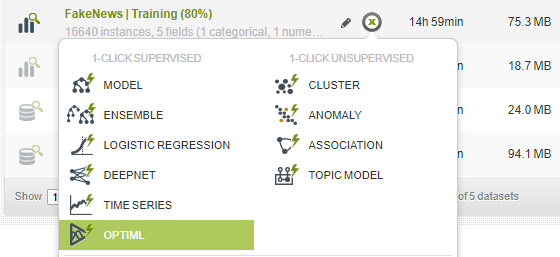 FakeNews | Training (80%)
14h 59min
75.3 MB
16640 instances, 5 fields (1 categorical, 1 nume...
1-CLICK SUPERVISED
1-CLICK UNSUPERVISED
n
18.7 MB
MODEL
CLUSTER
ENSEMBLE
ANOMALY
n
24.0 MB
LOGISTIC REGRESSION
ASSOCIATION
n
94.1 MB
DEEPNET
TOPIC MODEL
TIME SERIES
Show 1
of 5 datasets
OPTIML